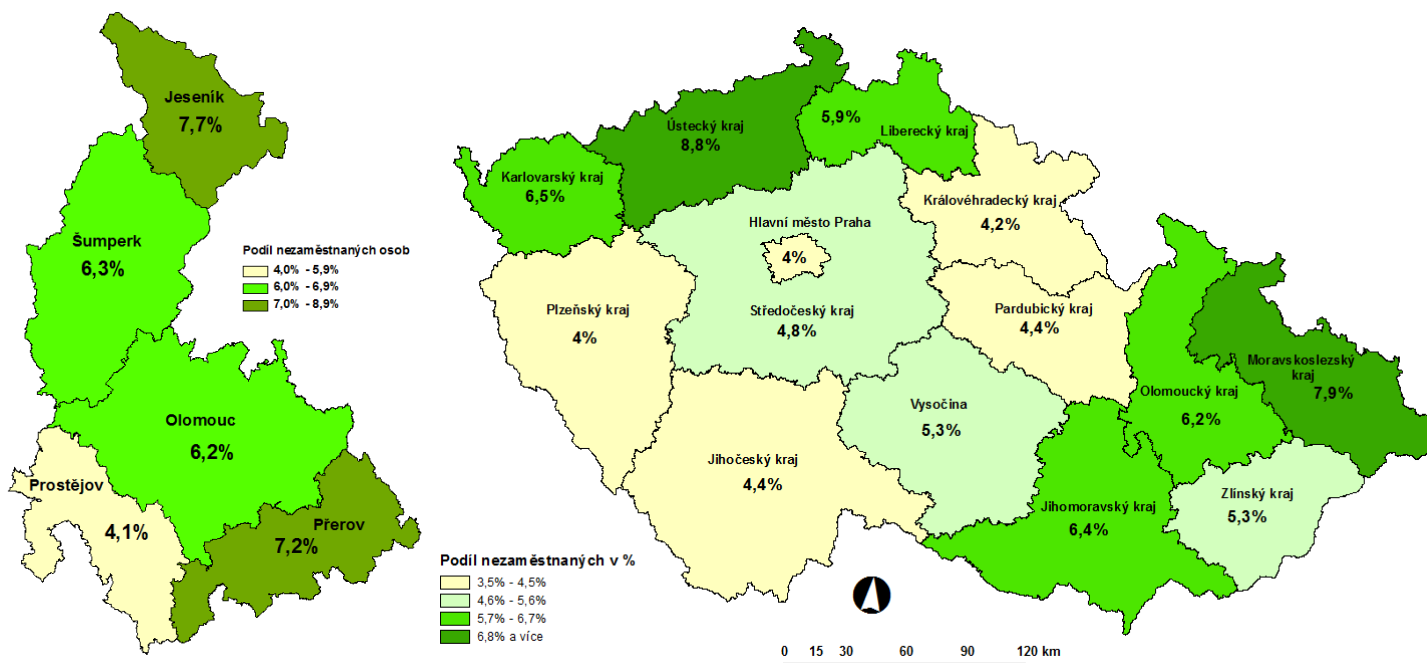 Jeseník
7,7%
Šumperk
6,3%
Podíl nezaměstnaných osob
4,0% - 5,9%
6,0% - 6,9%
7,0% - 8,9%
Olomouc
6,2%
Prostějov
4,1%
Přerov
7,2%
Ústecký kraj
8,8%
5,9%
Liberecký kraj
Karlovarský kraj
6,5%
Královéhradecký kraj
4,2%
Hlavní město Praha
4%
Plzeňský kraj
4%
Středočeský kraj
4,8%
Pardubický kraj
4,4%
Moravskoslezský
kraj
7,9%
Olomoucký kraj
6,2%
Vysočina
5,3%
Jihočeský kraj
4,4%
Jihomoravský kraj
6,4%
Zlínský kraj
5,3%
Podíl nezaměstnaných v %
3,5% - 4,5%
4,6% - 5,6%
5,7% - 6,7%
6,8% a více
0 15 30 60 90 120 km